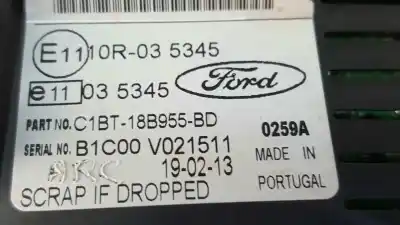 E11 10R-03 5345
e11 03 5345 Ford
PART NO. C1BT-18B955-BD 0259A
SERIAL NO. B1C00 V021511
19-02-13 MADE IN
SCRAP IF DROPPED PORTUGAL